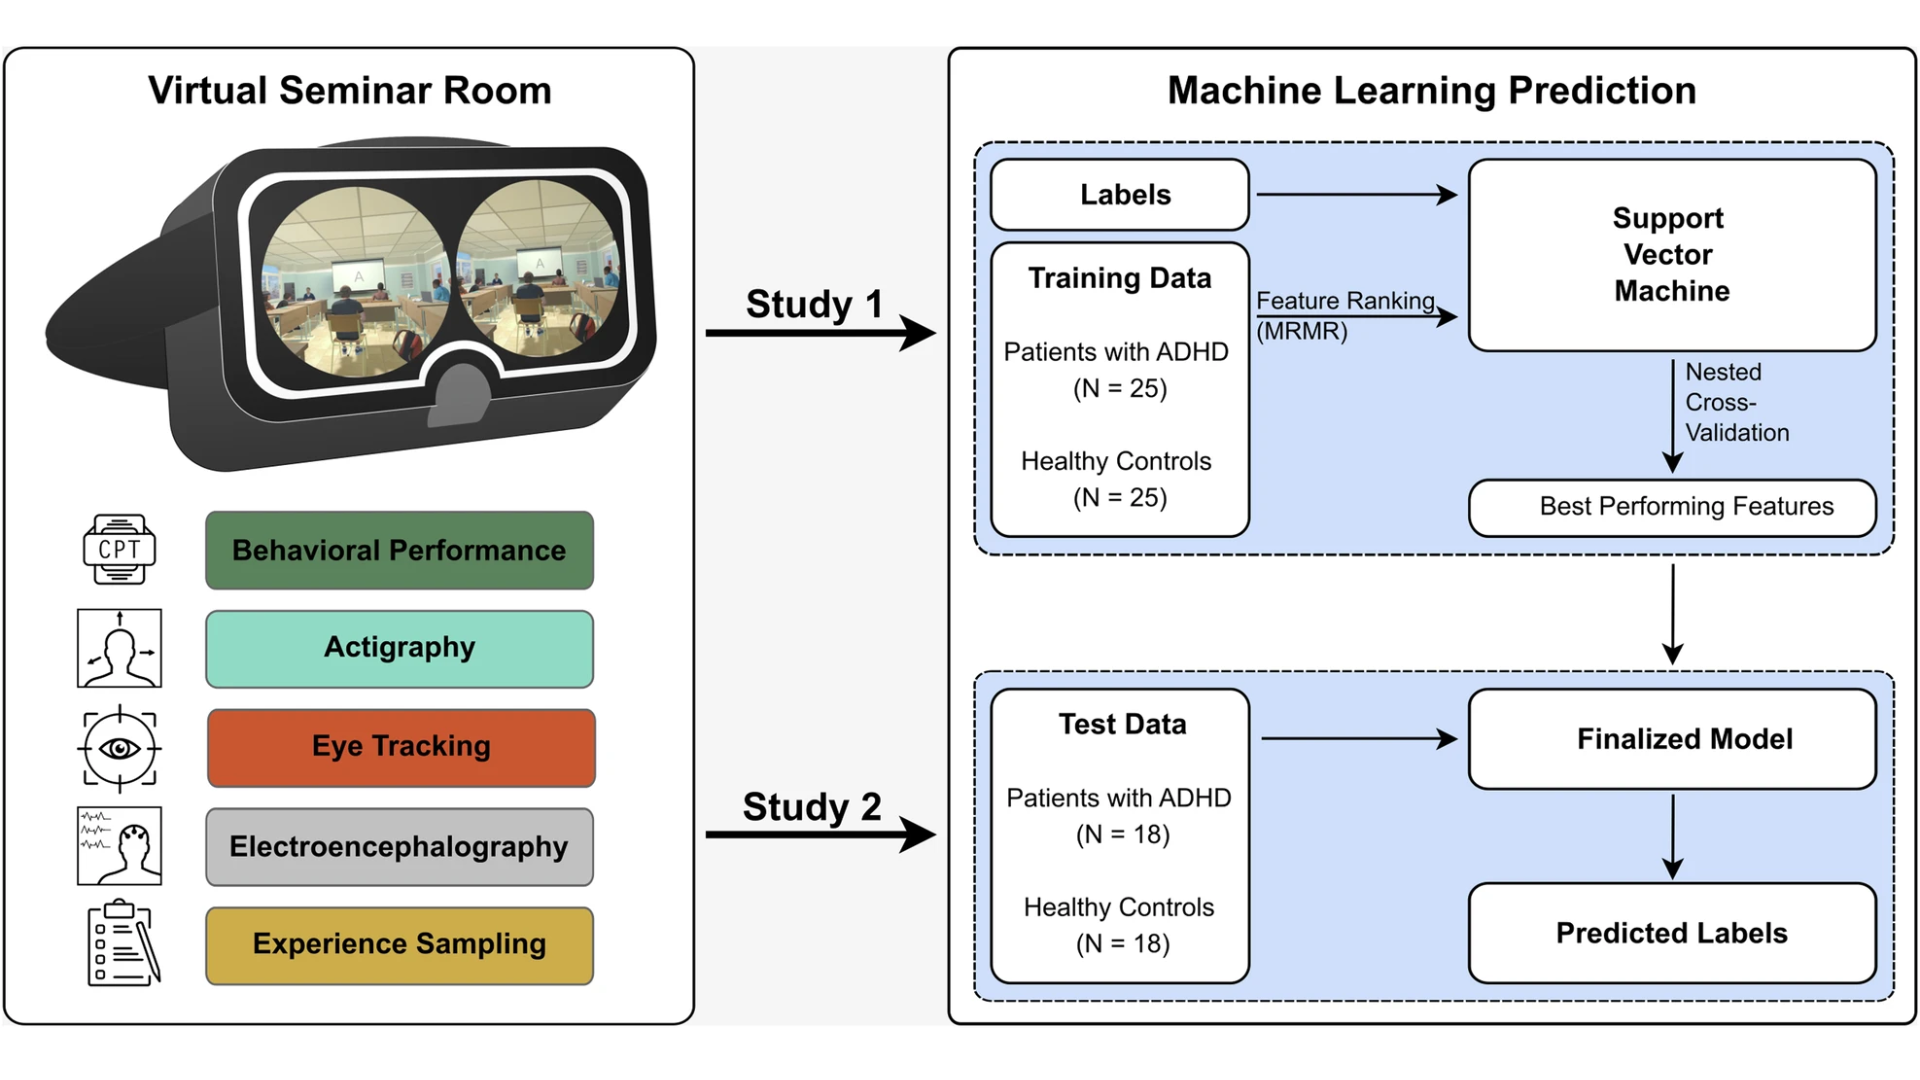 Virtual Seminar Room
A
A
CPT
Behavioral Performance
Actigraphy
Eye Tracking
Electroencephalography
Experience Sampling
Study 1
Study 2
Machine Learning Prediction
Labels
Training Data
Patients with ADHD
(N = 25)
Healthy Controls
(N = 25)
Feature Ranking
(MRMR)
Support
Vector
Machine
Nested
Cross-
Validation
Best Performing Features
Test Data
Patients with ADHD
(N = 18)
Healthy Controls
(N = 18)
Finalized Model
Predicted Labels